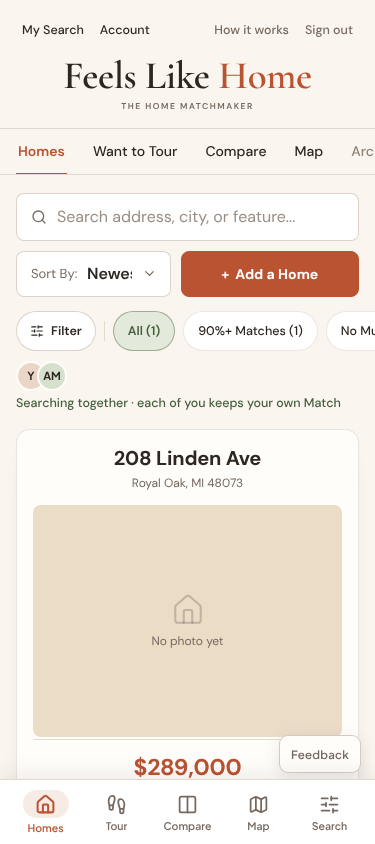 My Search Account How it works Sign out
Feels Like Home
THE HOME MATCHMAKER
Homes Want to Tour Compare Map Arc
Search address, city, or feature...
Sort By: Newes + Add a Home
Filter All (1) 90%+ Matches (1) No Mu
Y AM
Searching together · each of you keeps your own Match
208 Linden Ave
Royal Oak, MI 48073
No photo yet
$289,000
Feedback
Homes Tour Compare Map Search